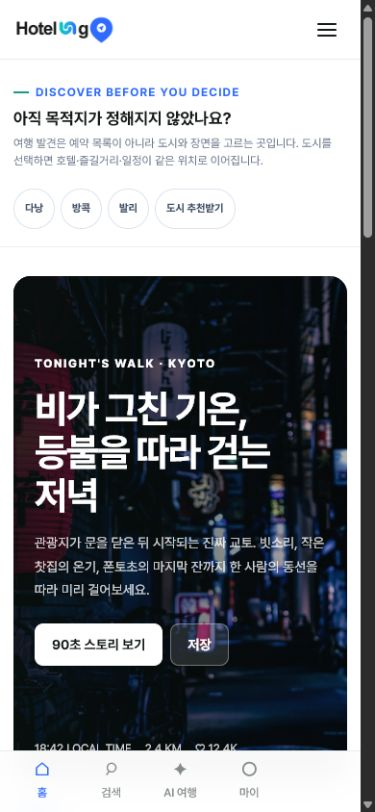 Hotel g
DISCOVER BEFORE YOU DECIDE
아직 목적지가 정해지지 않았나요?
여행 발견은 예약 목록이 아니라 도시와 장면을 고르는 곳입니다. 도시를
선택하면 호텔·즐길거리·일정이 같은 위치로 이어집니다.
다낭 방콕 발리 도시 추천받기
TONIGHT'S WALK · KYOTO
비가 그친 기온,
등불을 따라 걷는
저녁
관광지가 문을 닫은 뒤 시작되는 진짜 교토. 빗소리, 작은
찻집의 온기, 폰토초의 마지막 잔까지 한 사람의 동선을
따라 미리 걸어보세요.
90초 스토리 보기 저장
18:42 LOCAL TIME 2.4 KM ♡ 12.4K
홈 검색 AI 여행 마이